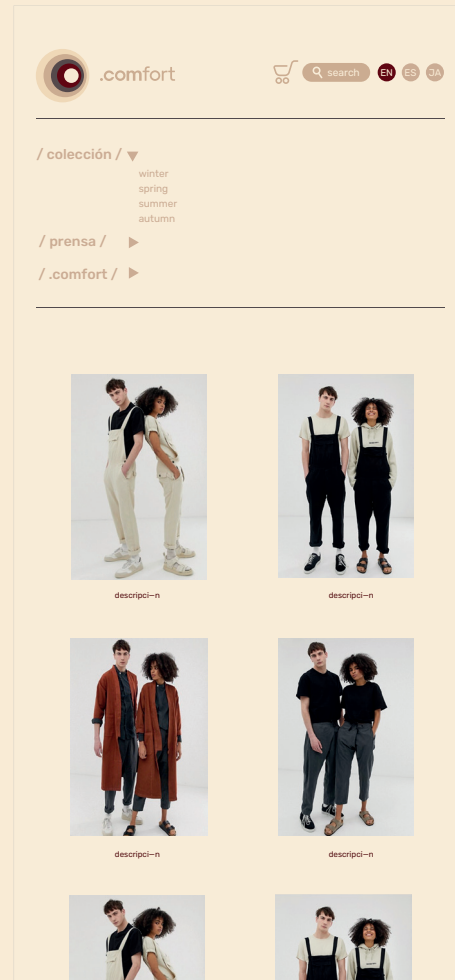 .comfort
search
EN ES JA
/ colección /
winter
spring
summer
autumn
/ prensa /
/ .comfort /
descripci—n
descripci—n
descripci—n
descripci—n